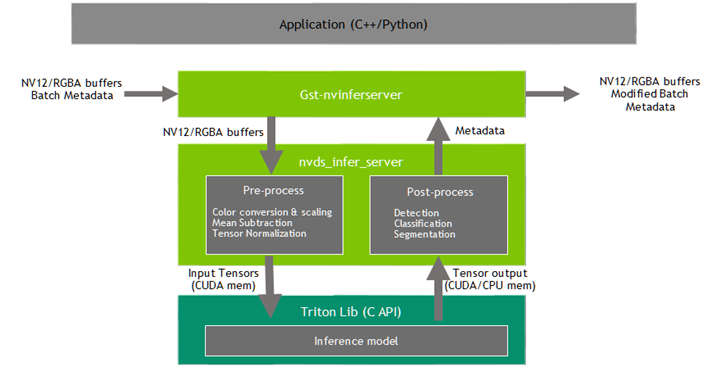 Application (C++/Python)
NV12/RGBA buffers
Batch Metadata
Gst-nvinferserver
NV12/RGBA buffers
Modified Batch
Metadata
NV12/RGBA buffers
Metadata
nvds_infer_server
Pre-process
Color conversion & scaling
Mean Subtraction
Tensor Normalization
Post-process
Detection
Classification
Segmentation
Input Tensors
(CUDA mem)
Tensor output
(CUDA/CPU mem)
Triton Lib (C API)
Inference model